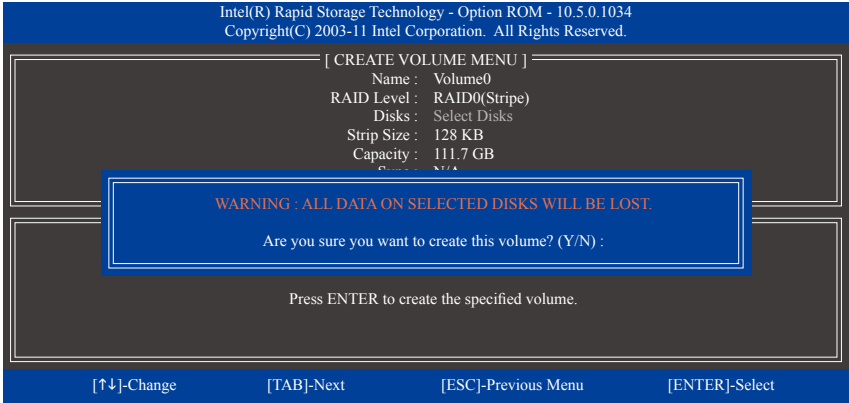 Intel(R) Rapid Storage Technology - Option ROM - 10.5.0.1034
Copyright(C) 2003-11 Intel Corporation. All Rights Reserved.
[ CREATE VOLUME MENU ]
Name : Volume0
RAID Level : RAID0(Stripe)
Disks : Select Disks
Strip Size : 128 KB
Capacity : 111.7 GB
Sync : N/A
WARNING : ALL DATA ON SELECTED DISKS WILL BE LOST.
Are you sure you want to create this volume? (Y/N) :
Press ENTER to create the specified volume.
[↑↓]-Change [TAB]-Next [ESC]-Previous Menu [ENTER]-Select